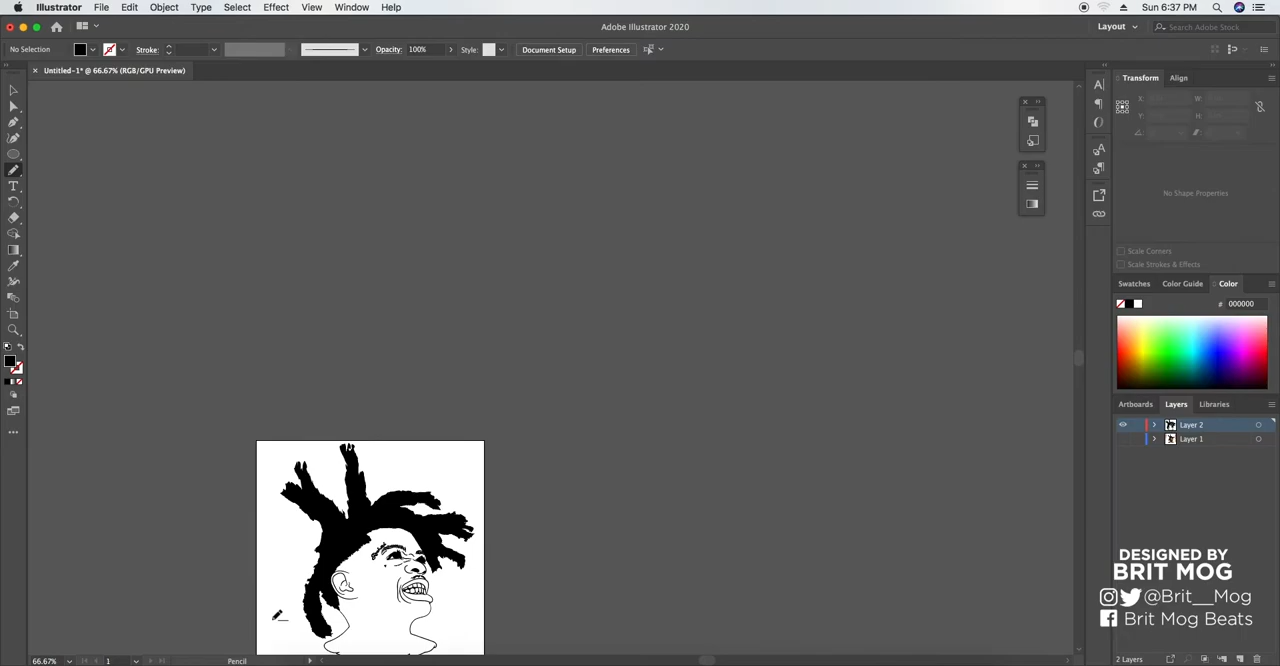 Illustrator File Edit Object Type Select Effect View Window Help
Sun 6:37 PM
Adobe Illustrator 2020
Layout
Search Adobe Stock
No Selection
Stroke:
Opacity: 100%
Style:
Document Setup
Preferences
Untitled-1* @ 66.67% (RGB/GPU Preview)
Transform Align
X: W:
Y: H:
No Shape Properties
Scale Corners
Scale Strokes & Effects
Swatches Color Guide Color
# 000000
Artboards Layers Libraries
Layer 2
Layer 1
DESIGNED BY
BRIT MOG
@Brit__Mog
Brit Mog Beats
66.67% 1 Pencil
2 Layers